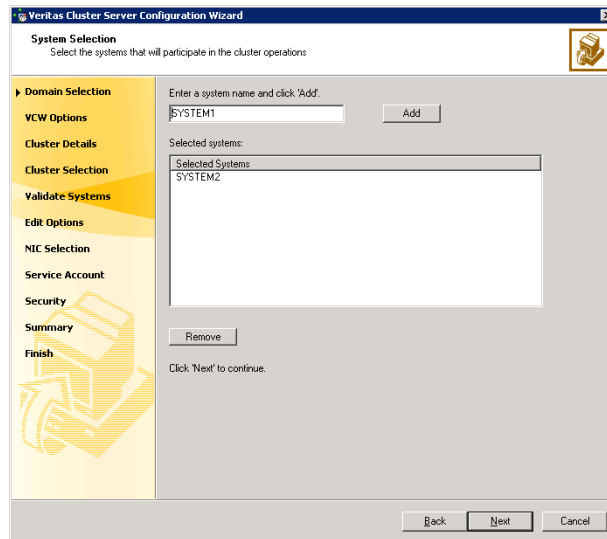 Veritas Cluster Server Configuration Wizard
System Selection
Select the systems that will participate in the cluster operations
Domain Selection
VCW Options
Cluster Details
Cluster Selection
Validate Systems
Edit Options
NIC Selection
Service Account
Security
Summary
Finish
Enter a system name and click 'Add'.
SYSTEM1
Add
Selected systems:
Selected Systems
SYSTEM2
Remove
Click 'Next' to continue.
Back Next Cancel